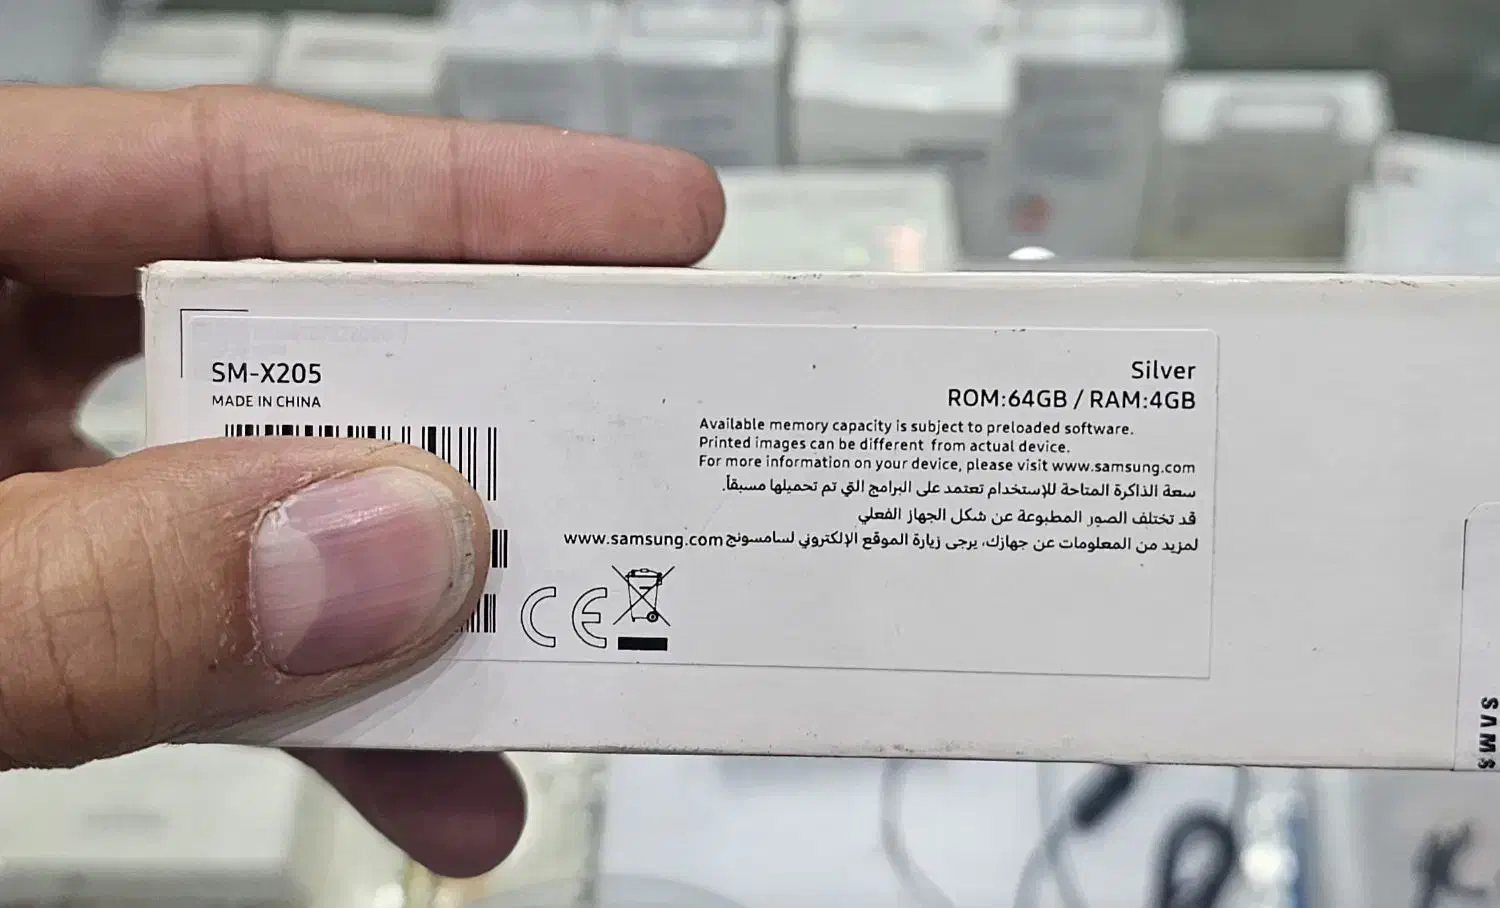 SM-X205
MADE IN CHINA
Silver
ROM:64GB / RAM:4GB
Available memory capacity is subject to preloaded software.
Printed images can be different from actual device.
For more information on your device, please visit www.samsung.com
سعة الذاكرة المتاحة للإستخدام تعتمد على البرامج التي تم تحميلها مسبقاً.
قد تختلف الصور المطبوعة عن شكل الجهاز الفعلي
لمزيد من المعلومات عن جهازك، يرجى زيارة الموقع الإلكتروني لسامسونج www.samsung.com
CE
SAMS